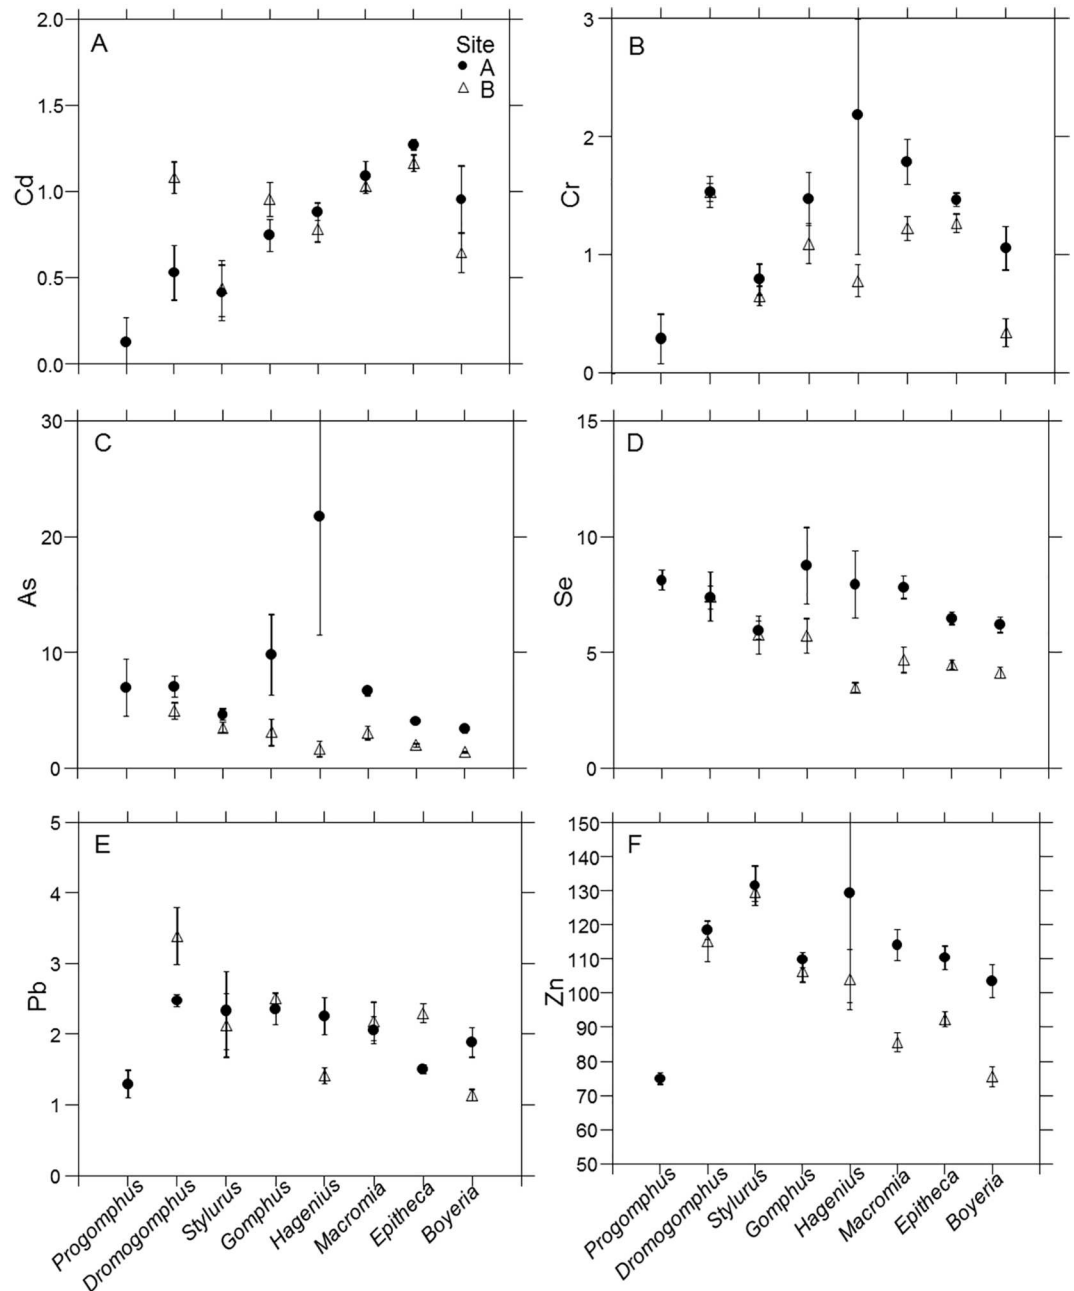 A
Site
A
B
Cd
2.0
1.5
1.0
0.5
0.0
B
Cr
3
2
1
0
C
As
30
20
10
0
D
Se
15
10
5
0
E
Pb
5
4
3
2
1
0
Progomphus
Dromogomphus
Stylurus
Gomphus
Hagenius
Macromia
Epitheca
Boyeria
F
Zn
150
140
130
120
110
100
90
80
70
60
50
Progomphus
Dromogomphus
Stylurus
Gomphus
Hagenius
Macromia
Epitheca
Boyeria